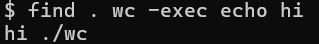 $ find . wc -exec echo hi
hi ./wc